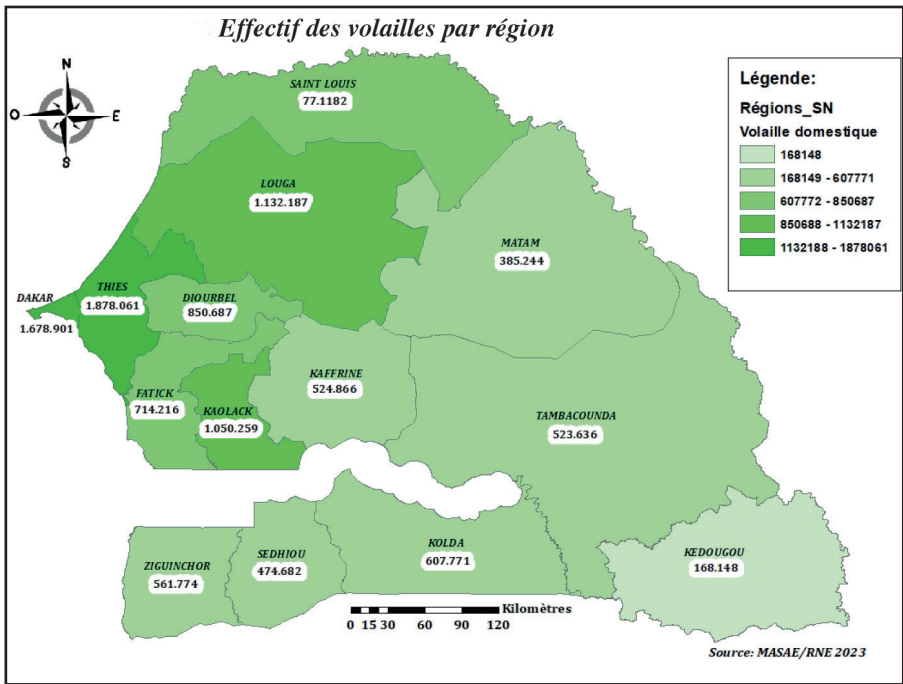 Effectif des volailles par région
N
O
E
S
Légende:
Régions_SN
Volaille domestique
168148
168149 - 607771
607772 - 850687
850688 - 1132187
1132188 - 1878061
SAINT LOUIS
77.1182
LOUGA
1.132.187
MATAM
385.244
DAKAR
1.678.901
THIES
1.878.061
DIOURBEL
850.687
KAFFRINE
524.866
FATICK
714.216
KAOLACK
1.050.259
TAMBACOUNDA
523.636
ZIGUINCHOR
561.774
SEDHIOU
474.682
KOLDA
607.771
KEDOUGOU
168.148
Kilomètres
0 15 30 60 90 120
Source: MASAE/RNE 2023